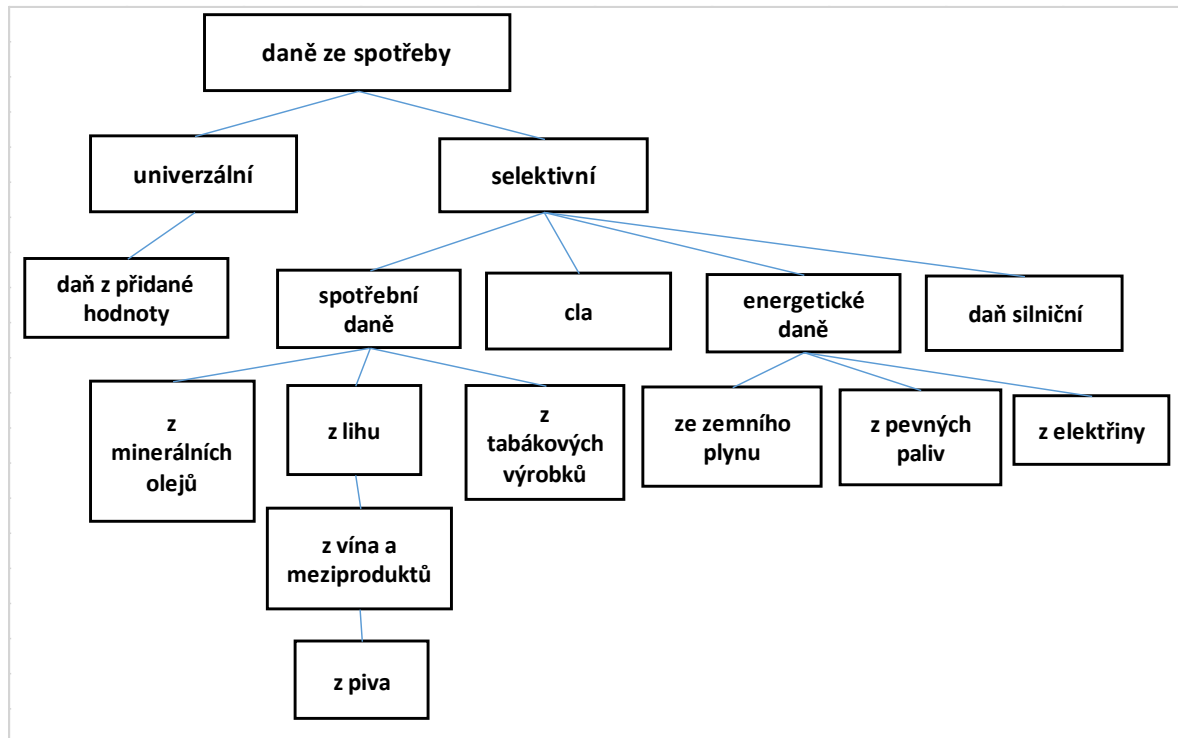 daně ze spotřeby
univerzální
selektivní
daň z přidané
hodnoty
spotřební
daně
cla
energetické
daně
daň silniční
z
minerálních
olejů
z lihu
z
tabákových
výrobků
ze zemního
plynu
z pevných
paliv
z elektřiny
z vína a
meziproduktů
z piva